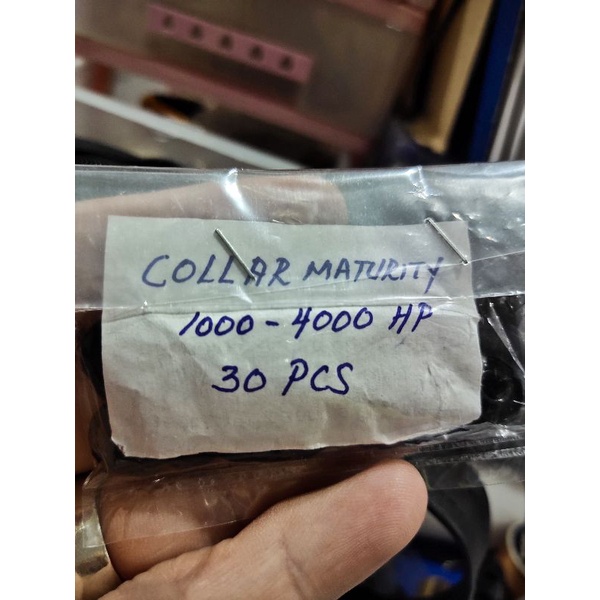 COLLAR MATURITY
1000-4000 HP
30 PCS